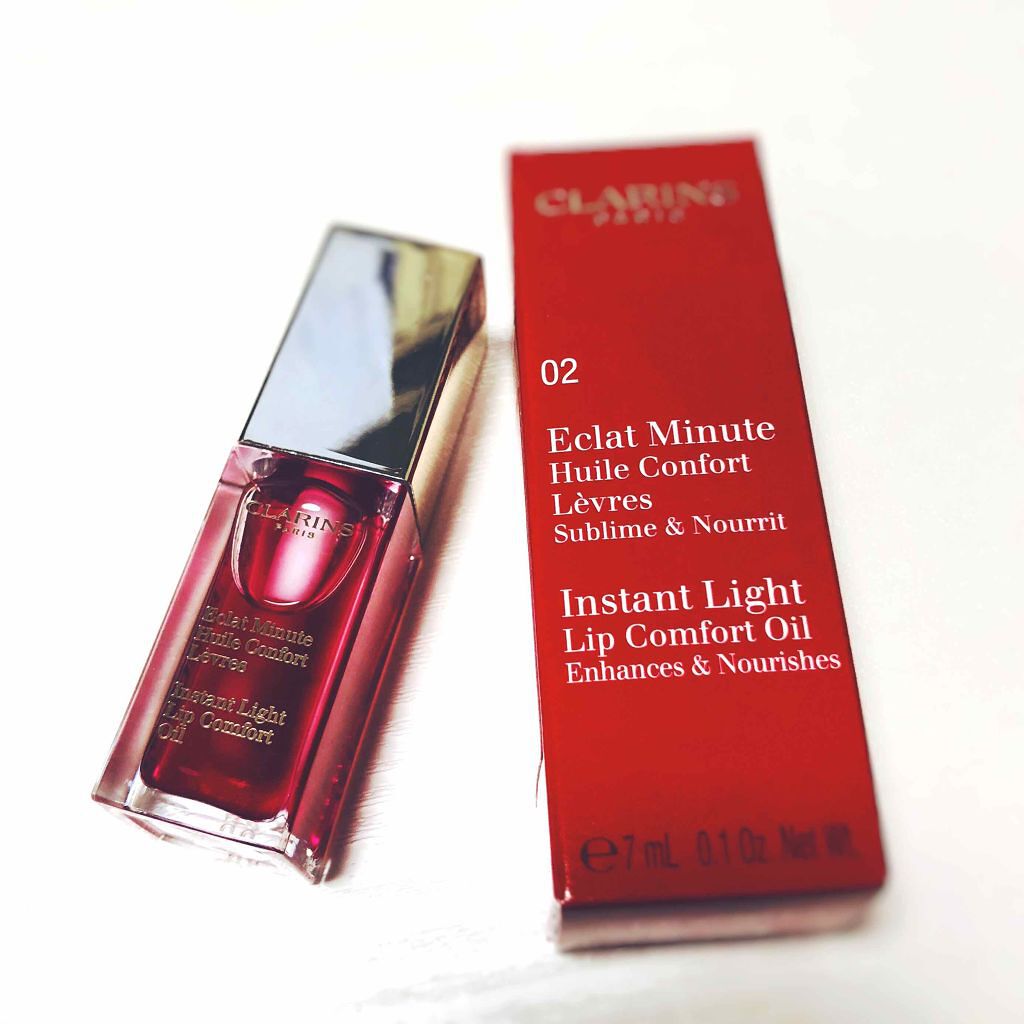 CLARINS
PARIS
Eclat Minute
Huile Confort
Lèvres
Instant Light
Lip Comfort
Oil
CLARINS
PARIS
02
Eclat Minute
Huile Confort
Lèvres
Sublime & Nourrit
Instant Light
Lip Comfort Oil
Enhances & Nourishes
℮7 mL 0.1 Oz Net Wt.